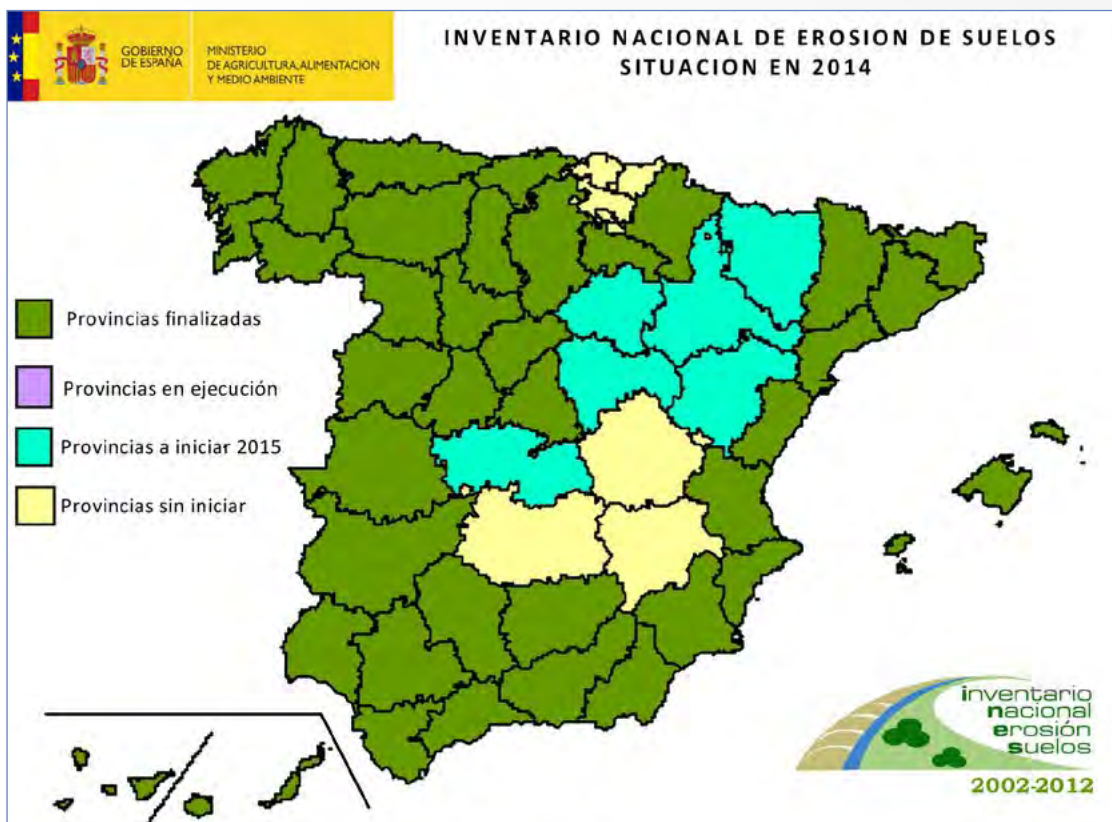 GOBIERNO
DE ESPAÑA
MINISTERIO
DE AGRICULTURA, ALIMENTACIÓN
Y MEDIO AMBIENTE
INVENTARIO NACIONAL DE EROSION DE SUELOS
SITUACION EN 2014
Provincias finalizadas
Provincias en ejecución
Provincias a iniciar 2015
Provincias sin iniciar
inventario
nacional
erosión
suelos
2002-2012